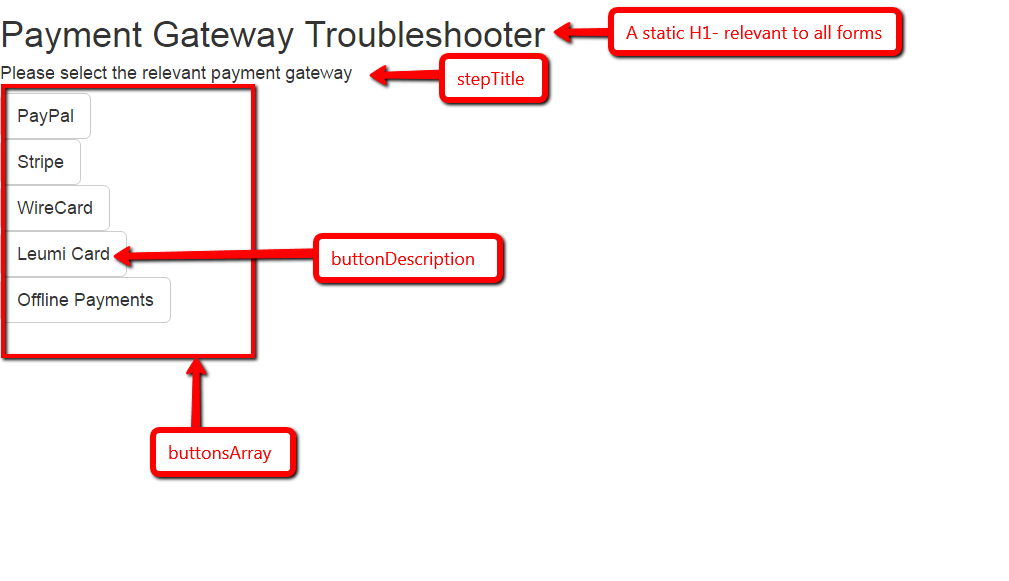 Payment Gateway Troubleshooter
A static H1- relevant to all forms
Please select the relevant payment gateway
stepTitle
PayPal
Stripe
WireCard
Leumi Card
buttonDescription
Offline Payments
buttonsArray